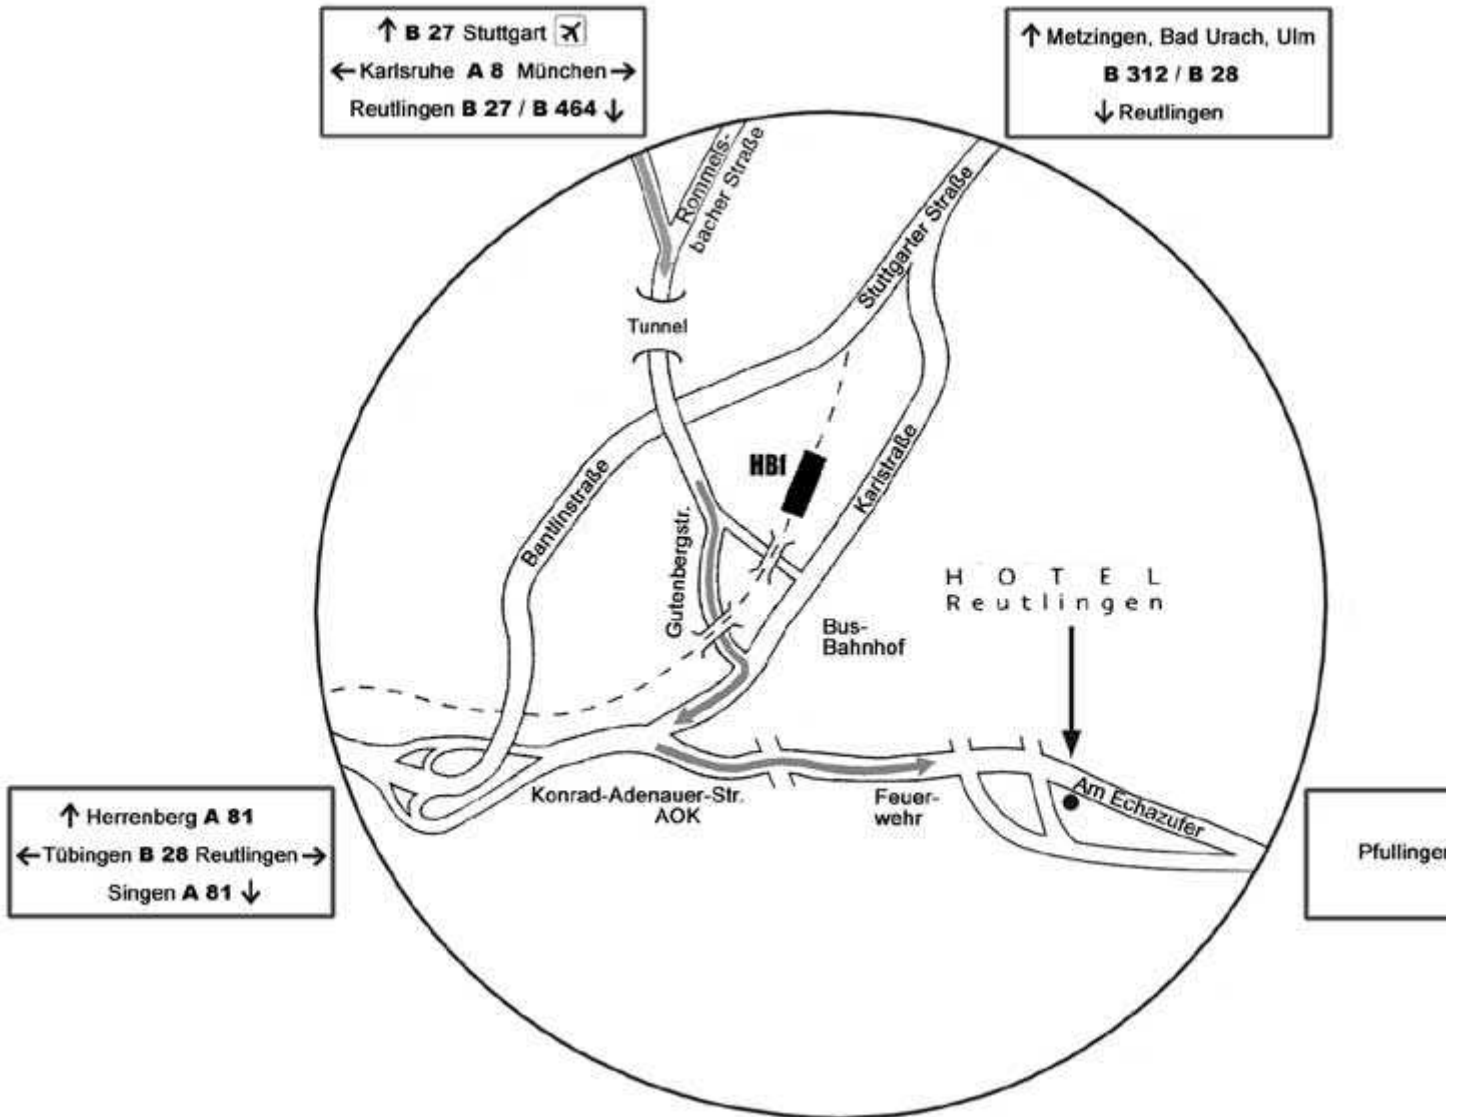 ↑ B 27 Stuttgart
← Karlsruhe A 8 München →
Reutlingen B 27 / B 464 ↓
↑ Metzingen, Bad Urach, Ulm
B 312 / B 28
↓ Reutlingen
Rommels-
bacher Straße
Stuttgarter Straße
Tunnel
HBf
Karlstraße
Bantlinstraße
Gutenbergstr.
HOTEL
Reutlingen
Bus-
Bahnhof
Konrad-Adenauer-Str.
AOK
Feuer-
wehr
Am Echazufer
↑ Herrenberg A 81
← Tübingen B 28 Reutlingen →
Singen A 81 ↓
Pfullingen